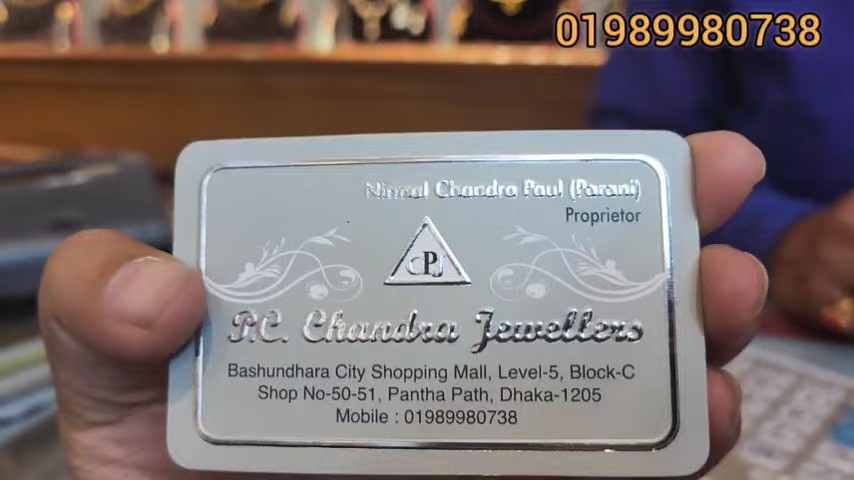 01989980738
Nirmal Chandra Paul (Parani)
Proprietor
CPJ
P.C. Chandra Jewellers
Bashundhara City Shopping Mall, Level-5, Block-C
Shop No-50-51, Pantha Path, Dhaka-1205
Mobile : 01989980738